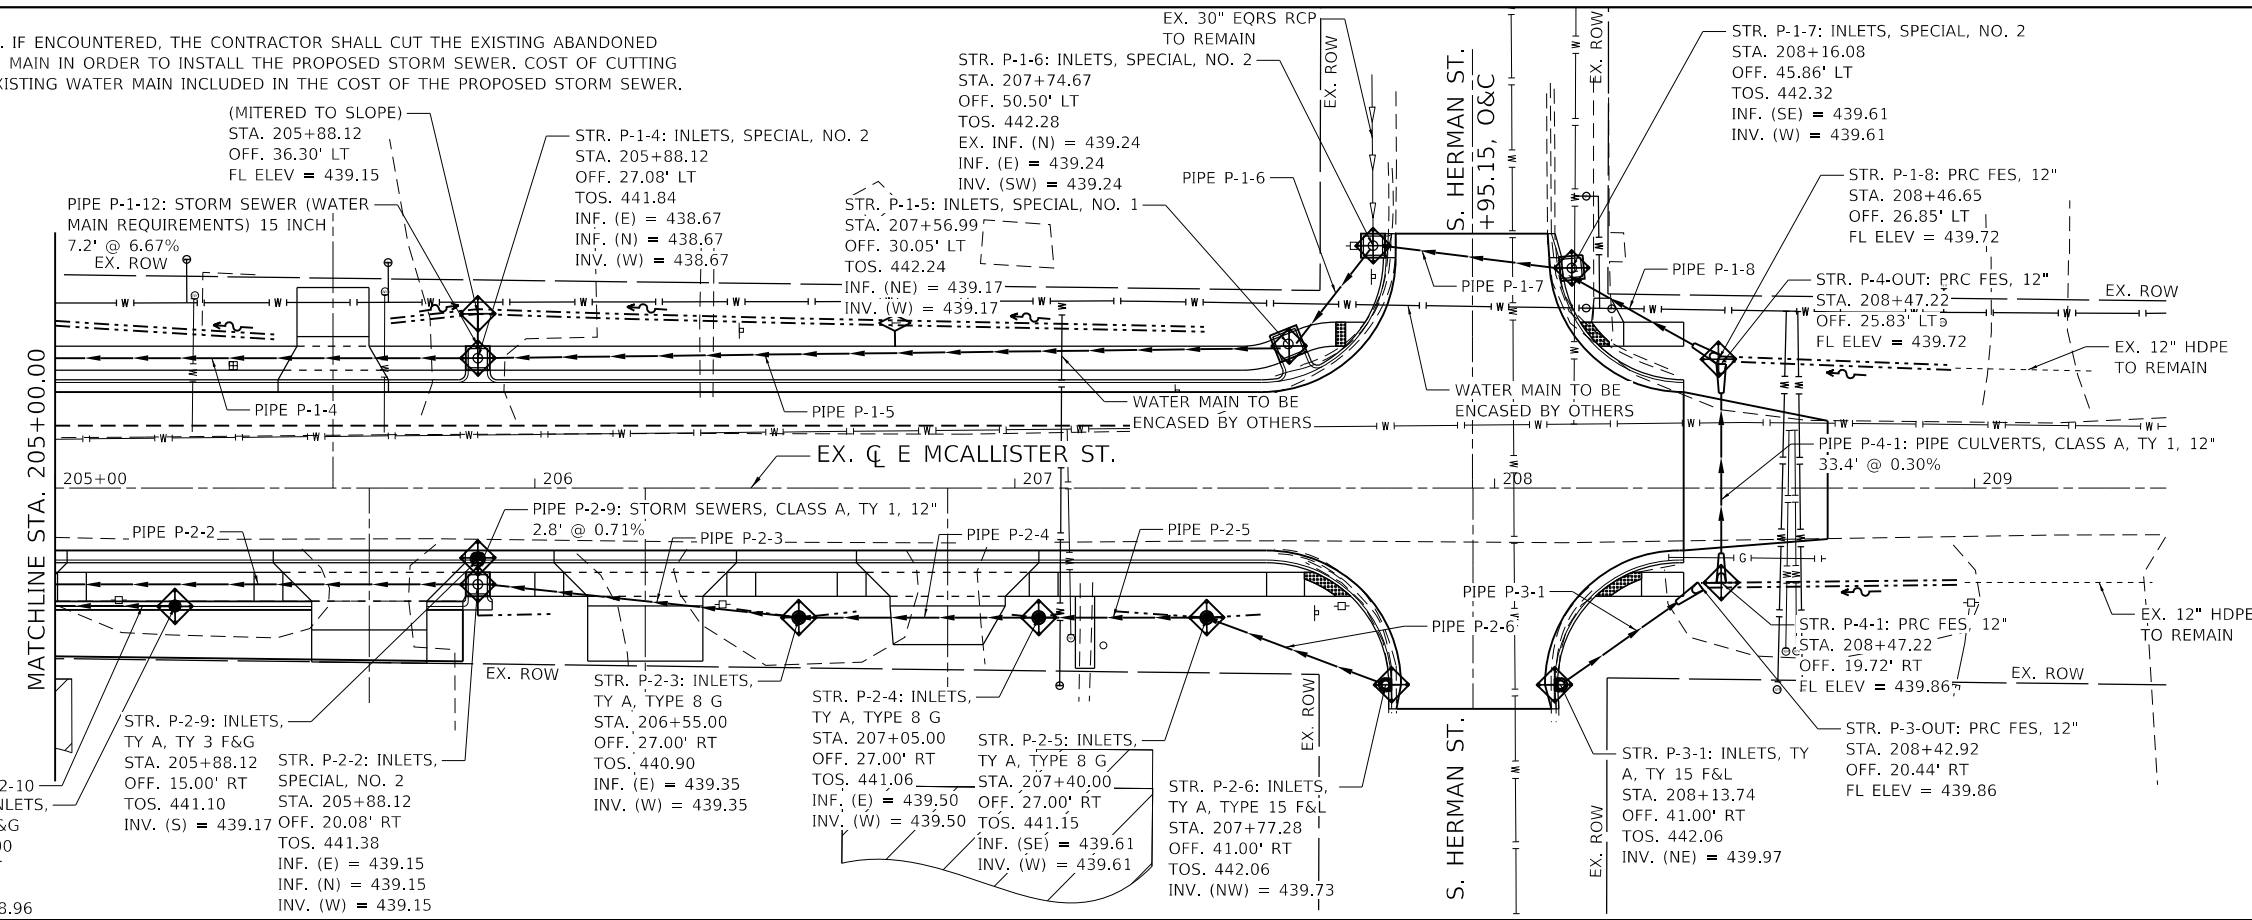 . IF ENCOUNTERED, THE CONTRACTOR SHALL CUT THE EXISTING ABANDONED
MAIN IN ORDER TO INSTALL THE PROPOSED STORM SEWER. COST OF CUTTING
XISTING WATER MAIN INCLUDED IN THE COST OF THE PROPOSED STORM SEWER.
(MITERED TO SLOPE)
STA. 205+88.12
OFF. 36.30' LT
FL ELEV = 439.15
PIPE P-1-12: STORM SEWER (WATER
MAIN REQUIREMENTS) 15 INCH
7.2' @ 6.67%
EX. ROW
STR. P-1-4: INLETS, SPECIAL, NO. 2
STA. 205+88.12
OFF. 27.08' LT
TOS. 441.84
INF. (E) = 438.67
INF. (N) = 438.67
INV. (W) = 438.67
STR. P-1-5: INLETS, SPECIAL, NO. 1
STA. 207+56.99
OFF. 30.05' LT
TOS. 442.24
INF. (NE) = 439.17
INV. (W) = 439.17
STR. P-1-6: INLETS, SPECIAL, NO. 2
STA. 207+74.67
OFF. 50.50' LT
TOS. 442.28
EX. INF. (N) = 439.24
INF. (E) = 439.24
INV. (SW) = 439.24
EX. 30" EQRS RCP
TO REMAIN
EX. ROW
PIPE P-1-6
S. HERMAN ST.
+95.15, O&C
EX. ROW
STR. P-1-7: INLETS, SPECIAL, NO. 2
STA. 208+16.08
OFF. 45.86' LT
TOS. 442.32
INF. (SE) = 439.61
INV. (W) = 439.61
STR. P-1-8: PRC FES, 12"
STA. 208+46.65
OFF. 26.85' LT
FL ELEV = 439.72
PIPE P-1-7
PIPE P-1-8
STR. P-4-OUT: PRC FES, 12"
STA. 208+47.22
OFF. 25.83' LT
FL ELEV = 439.72
EX. ROW
EX. 12" HDPE
TO REMAIN
MATCHLINE STA. 205+00.00
PIPE P-1-4
PIPE P-1-5
WATER MAIN TO BE
ENCASED BY OTHERS
WATER MAIN TO BE
ENCASED BY OTHERS
PIPE P-4-1: PIPE CULVERTS, CLASS A, TY 1, 12"
33.4' @ 0.30%
EX. CL E MCALLISTER ST.
205+00
206
207
208
209
PIPE P-2-2
PIPE P-2-9: STORM SEWERS, CLASS A, TY 1, 12"
2.8' @ 0.71%
PIPE P-2-3
PIPE P-2-4
PIPE P-2-5
PIPE P-3-1
PIPE P-2-6
G
EX. 12" HDPE
TO REMAIN
STR. P-4-1: PRC FES, 12"
STA. 208+47.22
OFF. 19.72' RT
FL ELEV = 439.86
EX. ROW
EX. ROW
STR. P-2-9: INLETS,
TY A, TY 3 F&G
STA. 205+88.12
OFF. 15.00' RT
TOS. 441.10
INV. (S) = 439.17
STR. P-2-2: INLETS,
SPECIAL, NO. 2
STA. 205+88.12
OFF. 20.08' RT
TOS. 441.38
INF. (E) = 439.15
INF. (N) = 439.15
INV. (W) = 439.15
STR. P-2-3: INLETS,
TY A, TYPE 8 G
STA. 206+55.00
OFF. 27.00' RT
TOS. 440.90
INF. (E) = 439.35
INV. (W) = 439.35
STR. P-2-4: INLETS,
TY A, TYPE 8 G
STA. 207+05.00
OFF. 27.00' RT
TOS. 441.06
INF. (E) = 439.50
INV. (W) = 439.50
STR. P-2-5: INLETS,
TY A, TYPE 8 G
STA. 207+40.00
OFF. 27.00' RT
TOS. 441.15
INF. (SE) = 439.61
INV. (W) = 439.61
STR. P-2-6: INLETS,
TY A, TYPE 15 F&L
STA. 207+77.28
OFF. 41.00' RT
TOS. 442.06
INV. (NW) = 439.73
EX. ROW
S. HERMAN ST.
EX. ROW
STR. P-3-1: INLETS, TY
A, TY 15 F&L
STA. 208+13.74
OFF. 41.00' RT
TOS. 442.06
INV. (NE) = 439.97
STR. P-3-OUT: PRC FES, 12"
STA. 208+42.92
OFF. 20.44' RT
FL ELEV = 439.86
2-10
NLETS,
&G
8.96